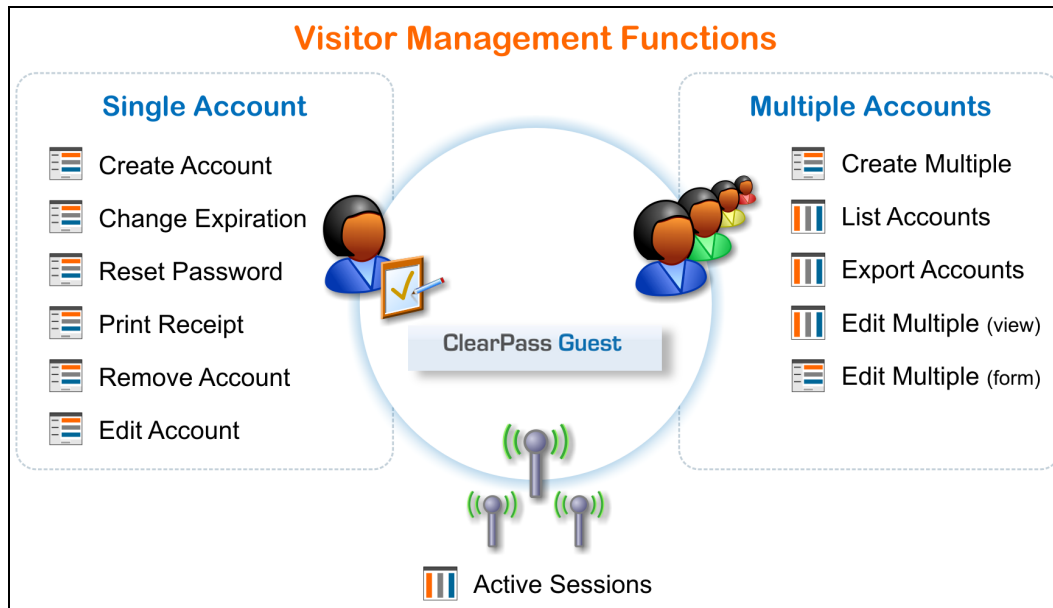 Visitor Management Functions
Single Account
Create Account
Change Expiration
Reset Password
Print Receipt
Remove Account
Edit Account
Multiple Accounts
Create Multiple
List Accounts
Export Accounts
Edit Multiple (view)
Edit Multiple (form)
ClearPass Guest
Active Sessions